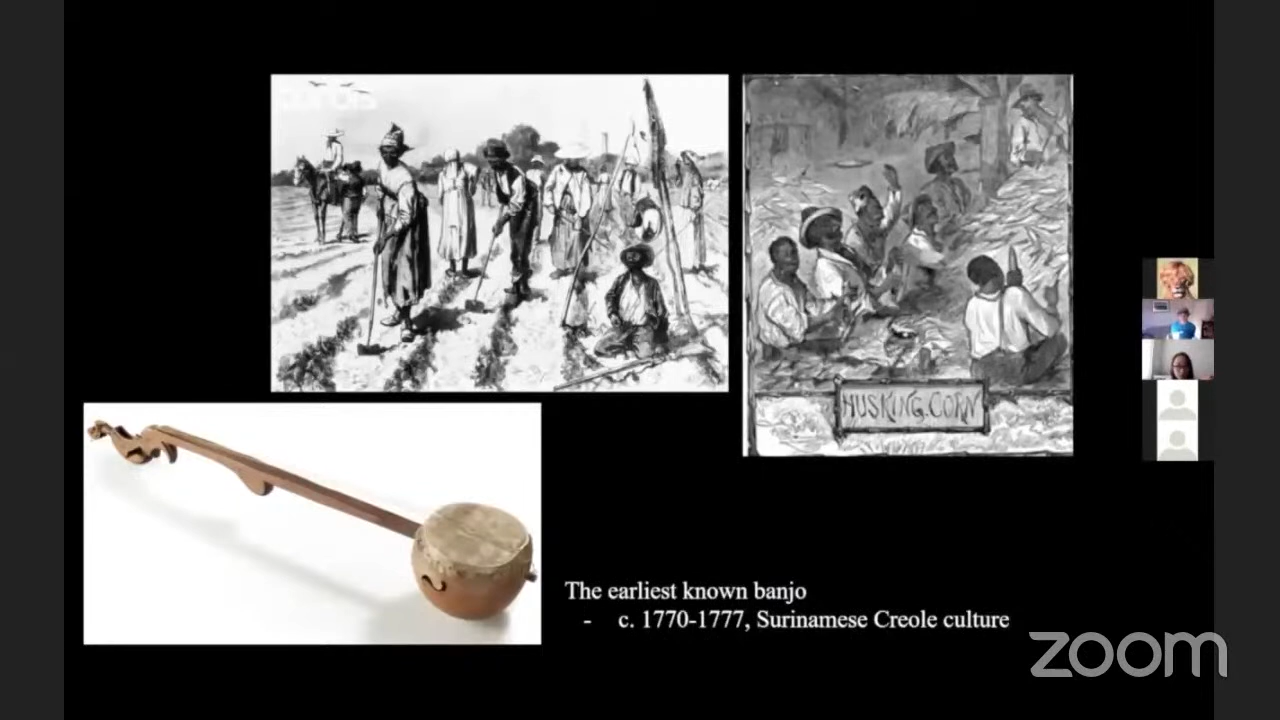 HUSKING CORN
The earliest known banjo
- c. 1770-1777, Surinamese Creole culture
zoom